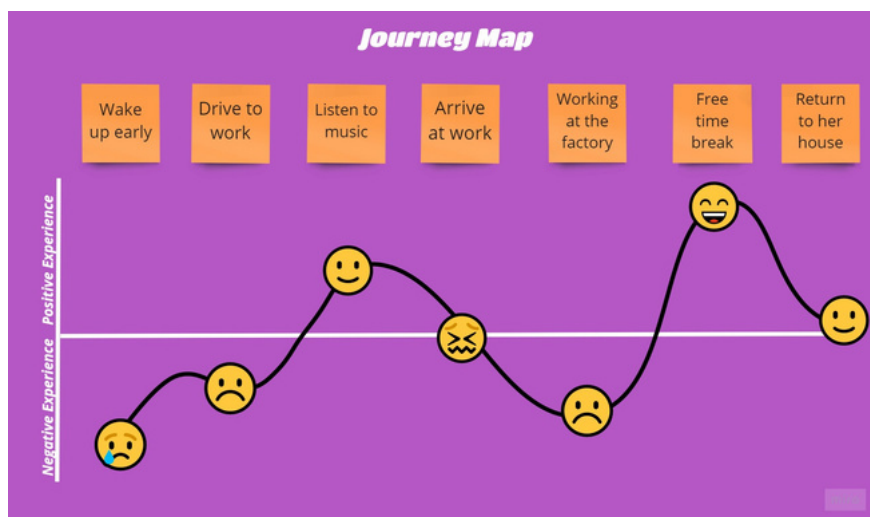 Journey Map
Wake
up early
Drive to
work
Listen to
music
Arrive
at work
Working
at the
factory
Free
time
break
Return
to her
house
Positive Experience
Negative Experience